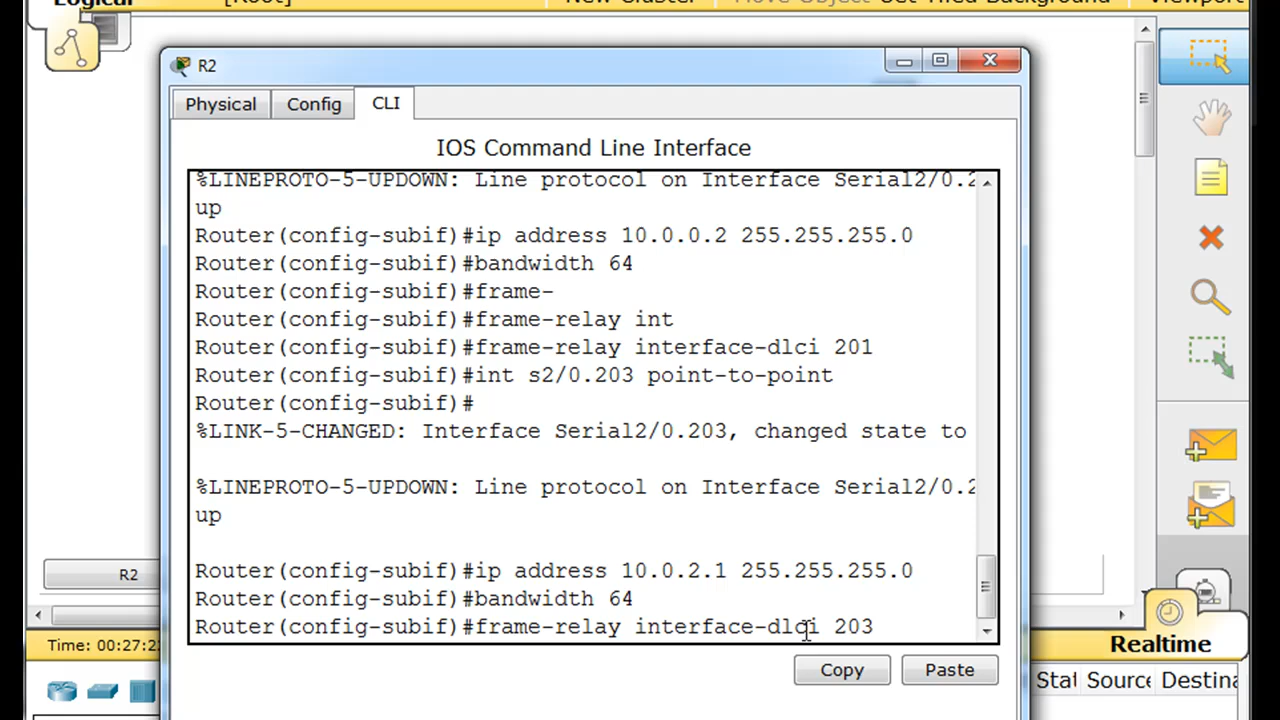 Logical [Root] New Cluster Move Object Set Tiled Background Viewport
R2
Physical Config CLI
IOS Command Line Interface
%LINEPROTO-5-UPDOWN: Line protocol on Interface Serial2/0.2
up
Router(config-subif)#ip address 10.0.0.2 255.255.255.0
Router(config-subif)#bandwidth 64
Router(config-subif)#frame-
Router(config-subif)#frame-relay int
Router(config-subif)#frame-relay interface-dlci 201
Router(config-subif)#int s2/0.203 point-to-point
Router(config-subif)#
%LINK-5-CHANGED: Interface Serial2/0.203, changed state to
%LINEPROTO-5-UPDOWN: Line protocol on Interface Serial2/0.2
up
Router(config-subif)#ip address 10.0.2.1 255.255.255.0
Router(config-subif)#bandwidth 64
Router(config-subif)#frame-relay interface-dlci 203
R2
Copy Paste
Time: 00:27:2
Realtime
Stat Source Destina